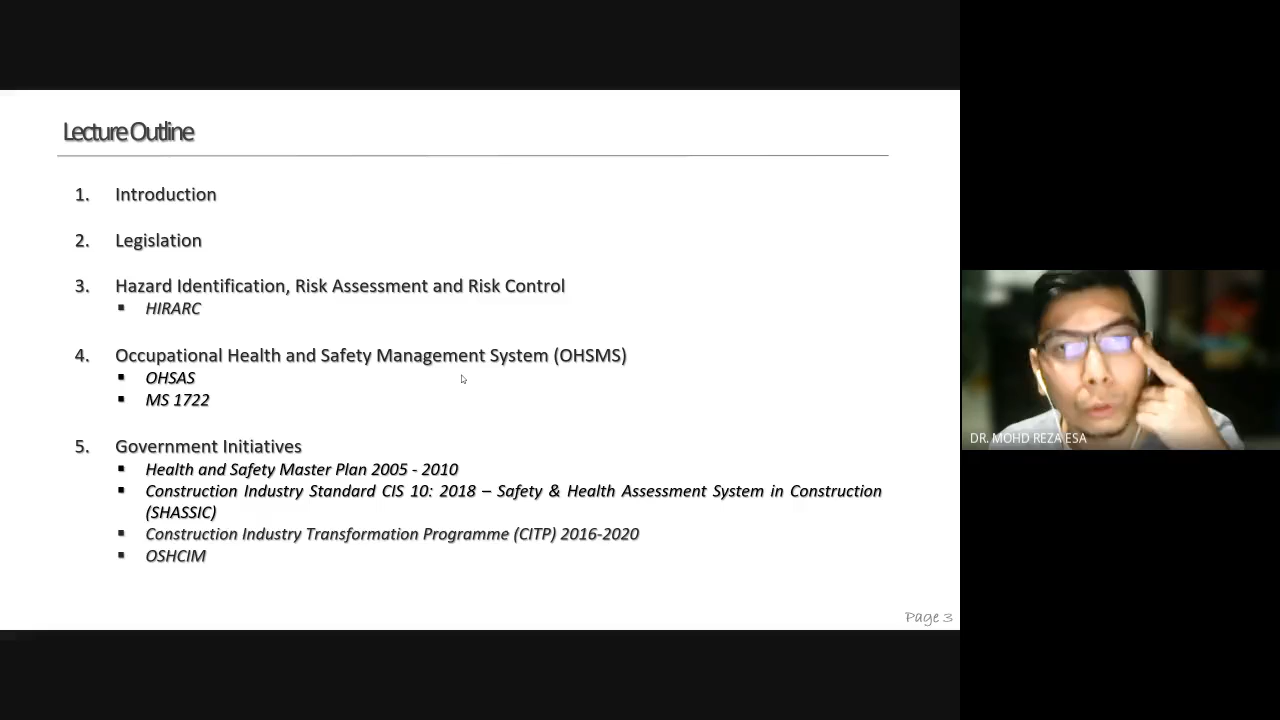 Lecture Outline
1. Introduction
2. Legislation
3. Hazard Identification, Risk Assessment and Risk Control
▪ HIRARC
4. Occupational Health and Safety Management System (OHSMS)
▪ OHSAS
▪ MS 1722
5. Government Initiatives
▪ Health and Safety Master Plan 2005 - 2010
▪ Construction Industry Standard CIS 10: 2018 – Safety & Health Assessment System in Construction
(SHASSIC)
▪ Construction Industry Transformation Programme (CITP) 2016-2020
▪ OSHCIM
Page 3
DR. MOHD REZA ESA